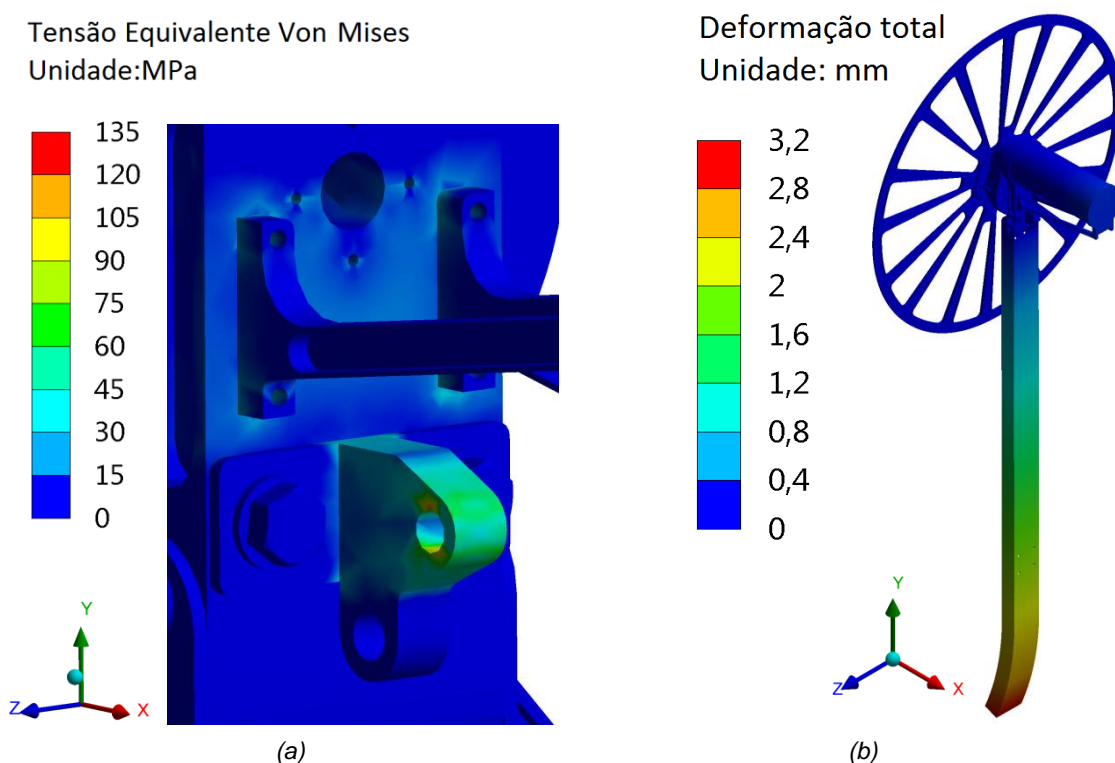 Tensão Equivalente Von Mises
Unidade:MPa
135
120
105
90
75
60
45
30
15
0
Y
Z
X
(a)
Deformação total
Unidade: mm
3,2
2,8
2,4
2
1,6
1,2
0,8
0,4
0
Y
Z
X
(b)